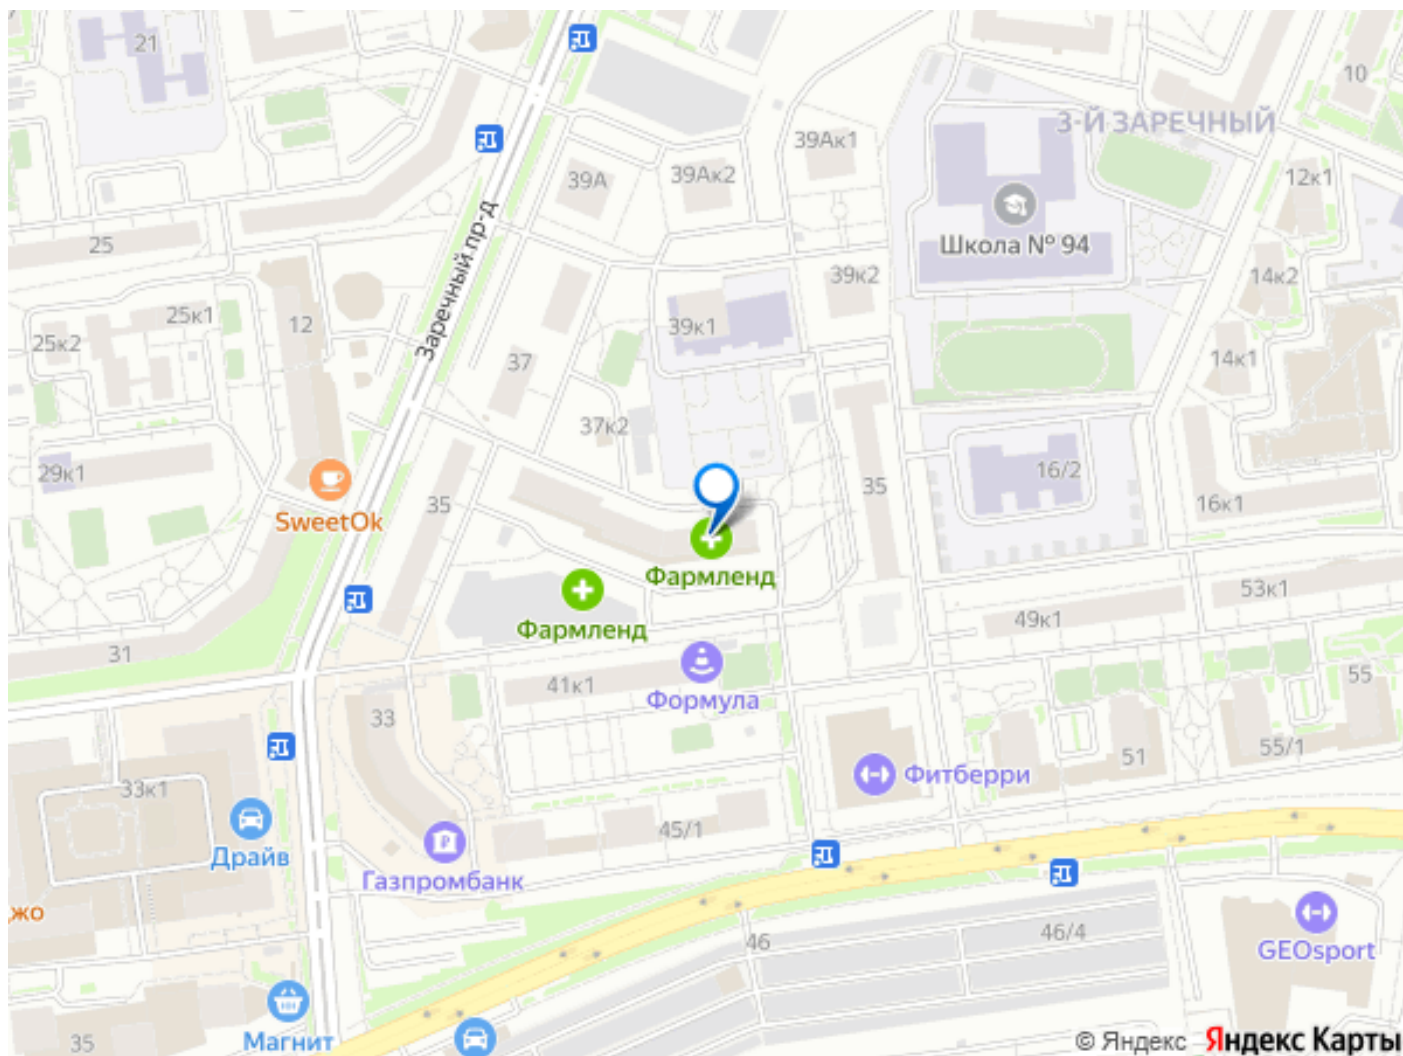 21
10
39Ак1
3-Й ЗАРЕЧНЫЙ
39А
39Ак2
12к1
Заречный пр-д
25
Школа № 94
39к2
14к2
25к1
12
39к1
25к2
37
14к1
37к2
29к1
16/2
35
35
16к1
SweetOk
Фармленд
Фармленд
53к1
49к1
31
41к1
Формула
55
33
51
55/1
33к1
Фитберри
45/1
Драйв
Газпромбанк
жо
46
46/4
GEOsport
35
Магнит
© Яндекс Яндекс Карты